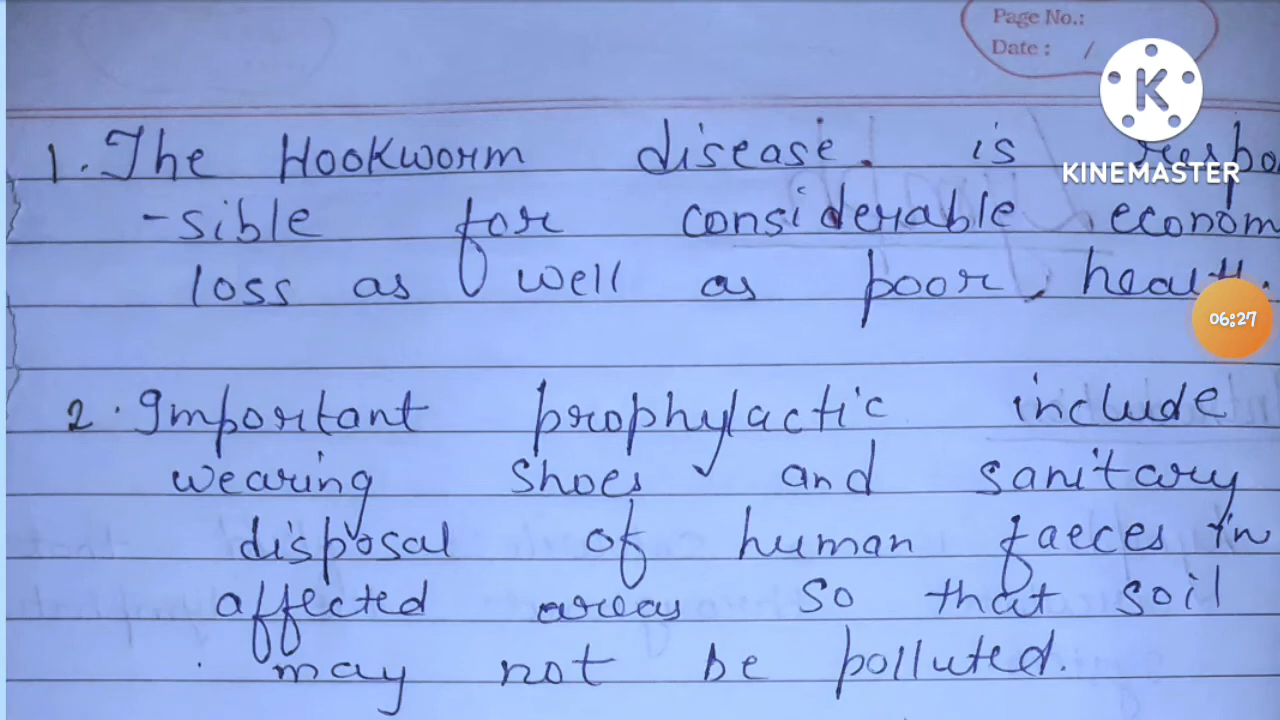 Page No.:
Date : /
KINEMASTER
1. The Hookworm disease. is respo
-sible for considerable econom
loss as well as poor, health.
06:27
2. Important prophylactic include
wearing shoes and sanitary
disposal of human faeces in
affected areas so that soil
may not be polluted.